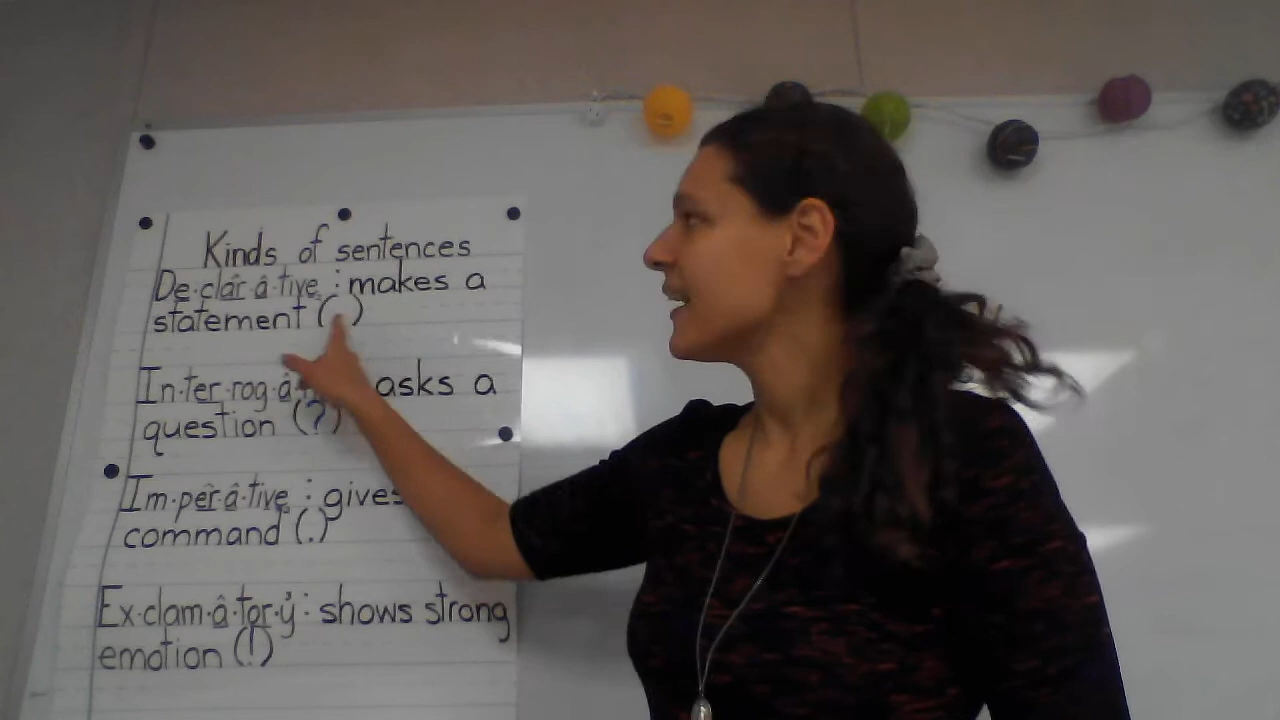 Kinds of sentences
De·clâr·â·tive : makes a
statement ( )
In·ter·rog·â asks a
question (?)
Im·per·â·tive : gives
command (.)
Ex·clam·â·tor·y : shows strong
emotion (!)